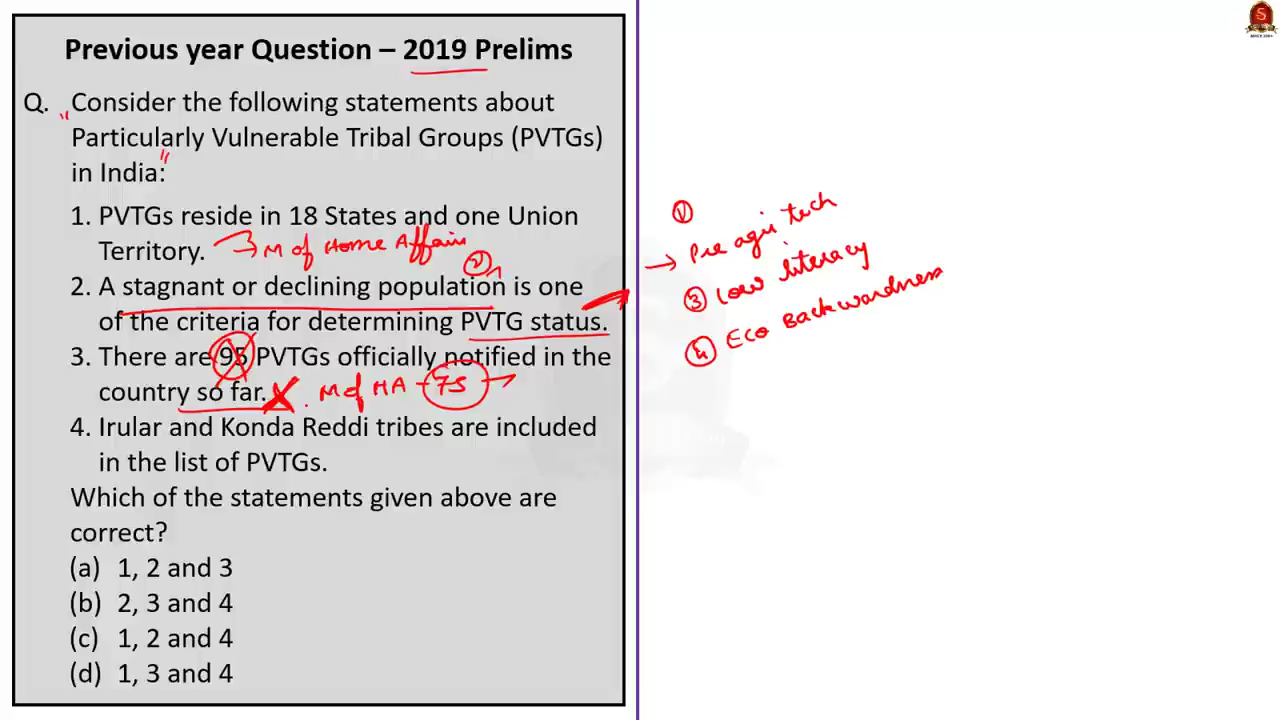 Previous year Question – 2019 Prelims
Q. Consider the following statements about
Particularly Vulnerable Tribal Groups (PVTGs)
in India:
1. PVTGs reside in 18 States and one Union
Territory. → M of Home Affair
2. A stagnant or declining population is one
of the criteria for determining PVTG status.
3. There are 95 PVTGs officially notified in the
country so far. X M of HA - 75 →
4. Irular and Konda Reddi tribes are included
in the list of PVTGs.
Which of the statements given above are
correct?
(a) 1, 2 and 3
(b) 2, 3 and 4
(c) 1, 2 and 4
(d) 1, 3 and 4
①
→ Pre agri tech
③ Low literacy
④ Eco Backwardness
②
S